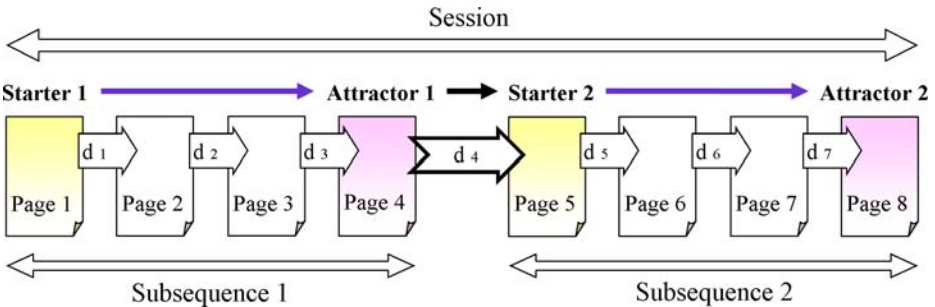 Session
Starter 1 Attractor 1 Starter 2 Attractor 2
d 1 d 2 d 3 d 4 d 5 d 6 d 7
Page 1 Page 2 Page 3 Page 4 Page 5 Page 6 Page 7 Page 8
Subsequence 1 Subsequence 2